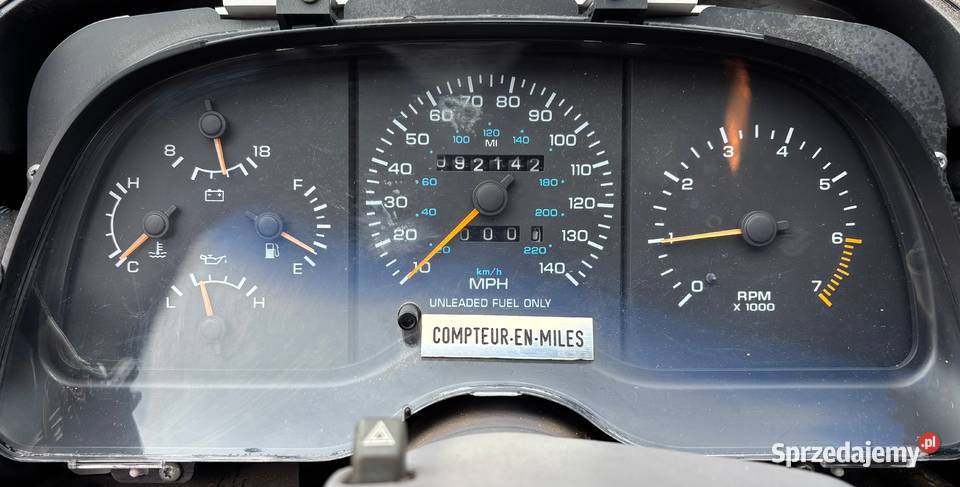 8 18
H
C
F
E
L H
10 20 30 40 50 60 70 80 90 100 110 120 130 140
20 40 60 100 120 140 180 200 220
MI
92142
000
km/h
MPH
UNLEADED FUEL ONLY
COMPTEUR-EN-MILES
0 1 2 3 4 5 6 7
RPM
X 1000
Sprzedajemy.pl